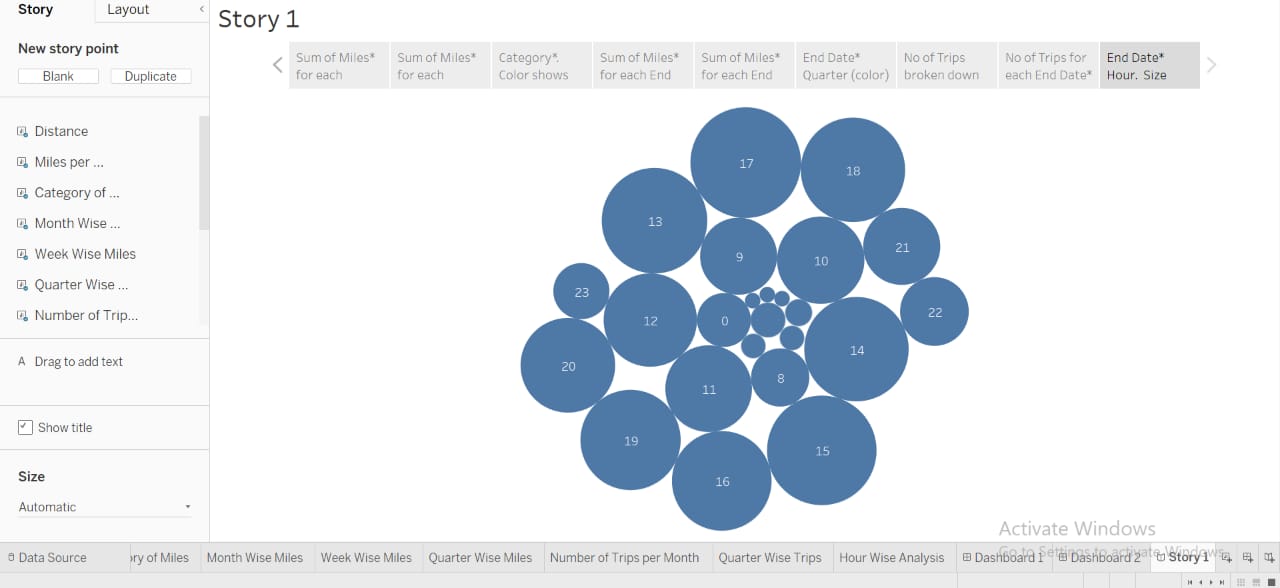 Story
Layout
New story point
Blank
Duplicate
Distance
Miles per ...
Category of ...
Month Wise ...
Week Wise Miles
Quarter Wise ...
Number of Trip...
A Drag to add text
Show title
Size
Automatic
Story 1
Sum of Miles*
for each
Sum of Miles*
for each
Category*.
Color shows
Sum of Miles*
for each End
Sum of Miles*
for each End
End Date*
Quarter (color)
No of Trips
broken down
No of Trips for
each End Date*
End Date*
Hour. Size
17
18
13
9
10
21
23
12
0
22
14
20
8
11
19
15
16
Activate Windows
Go to Settings to activate Windows.
Data Source
ory of Miles
Month Wise Miles
Week Wise Miles
Quarter Wise Miles
Number of Trips per Month
Quarter Wise Trips
Hour Wise Analysis
Dashboard 1
Dashboard 2
Story 1